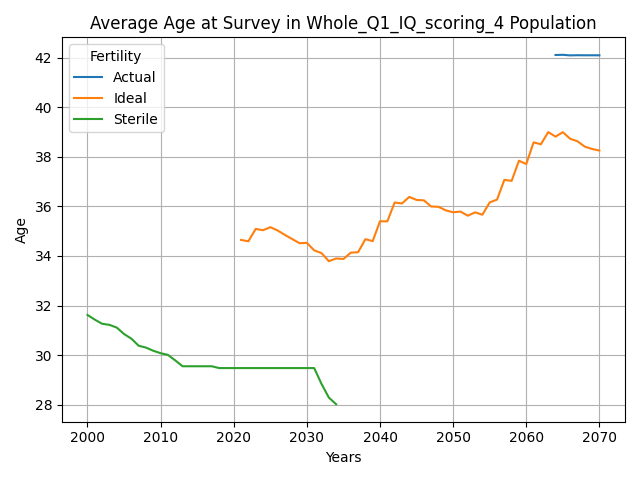 Average Age at Survey in Whole_Q1_IQ_scoring_4 Population
Fertility
Actual
Ideal
Sterile
Age
42
40
38
36
34
32
30
28
2000 2010 2020 2030 2040 2050 2060 2070
Years